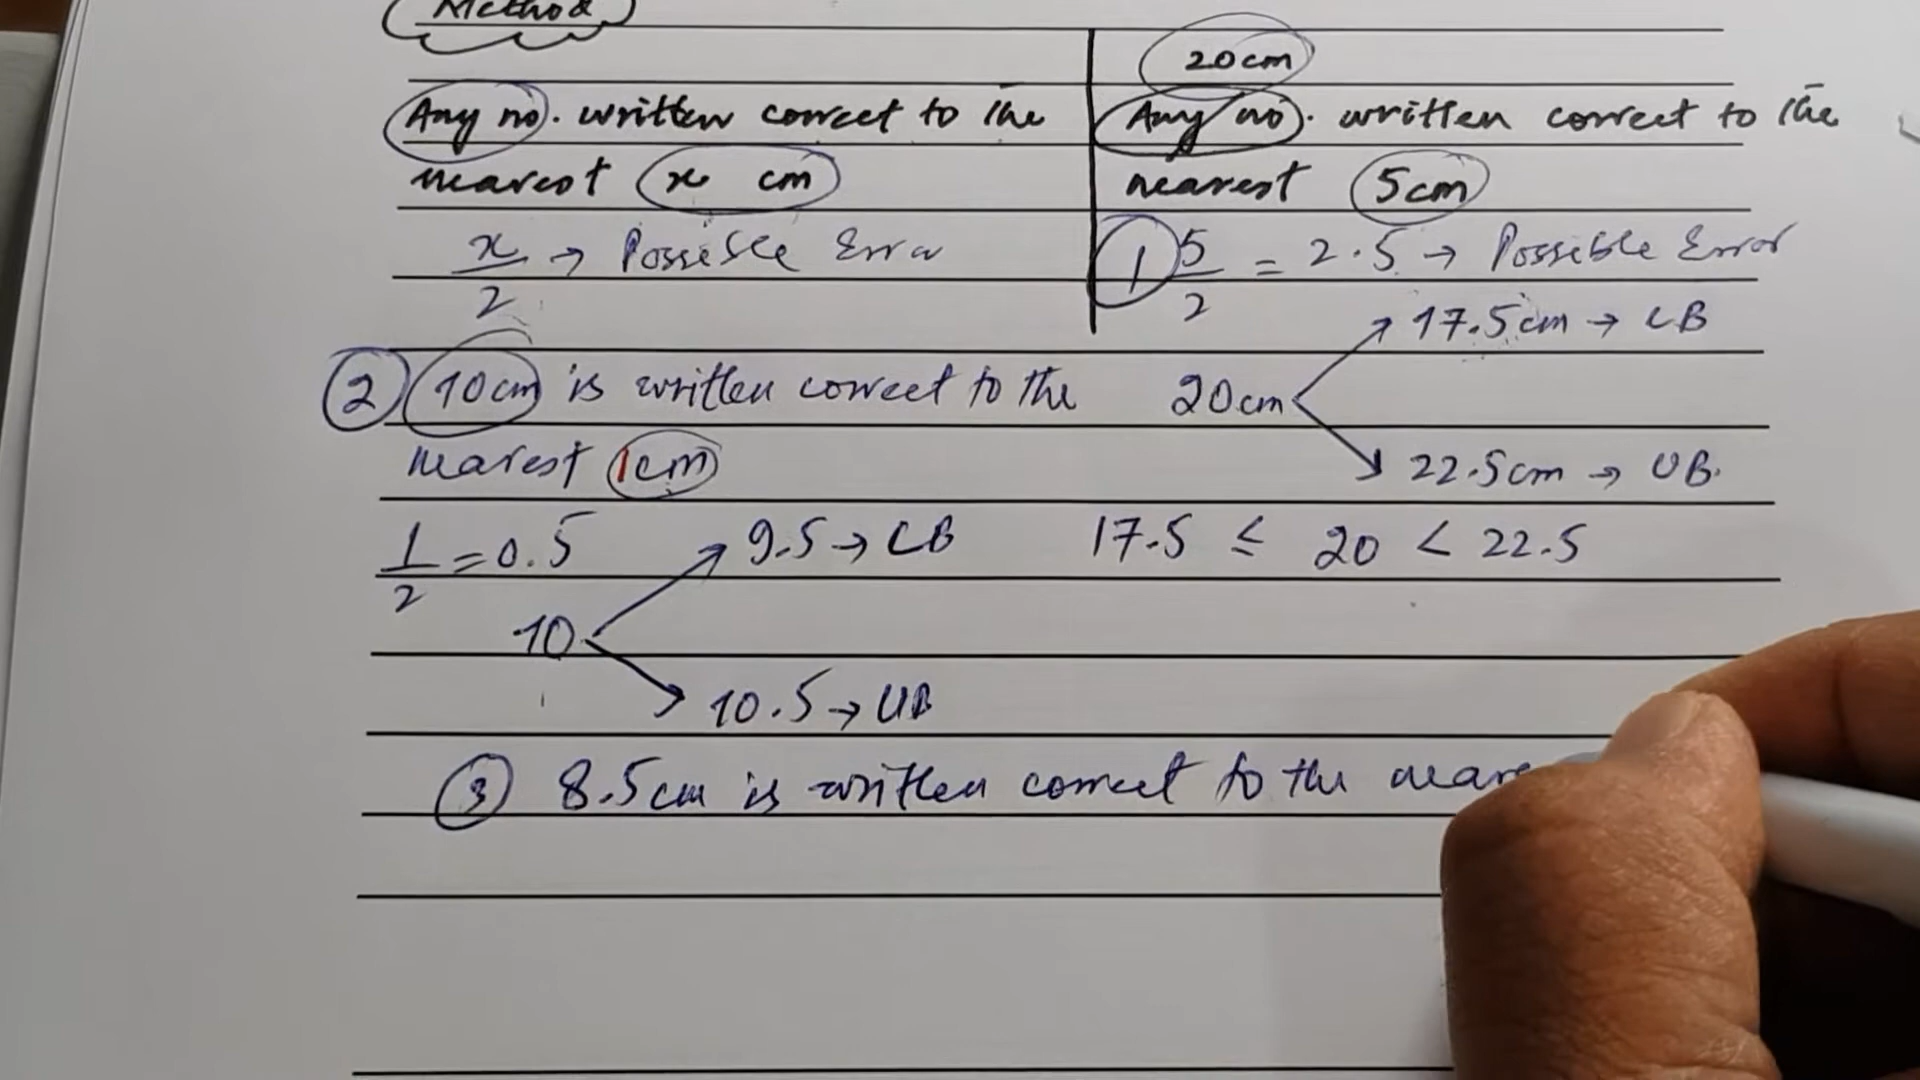 Method
Any no. written correct to the
nearest x cm
x/2 → Possible Error
20cm
Any no. written correct to the
nearest 5cm
① 5/2 = 2.5 → Possible Error
20cm
17.5cm → LB
22.5cm → UB.
17.5 ≤ 20 < 22.5
② 10cm is written correct to the
nearest 1cm
1/2 = 0.5
10
9.5 → LB
10.5 → UB
③ 8.5cm is written correct to the